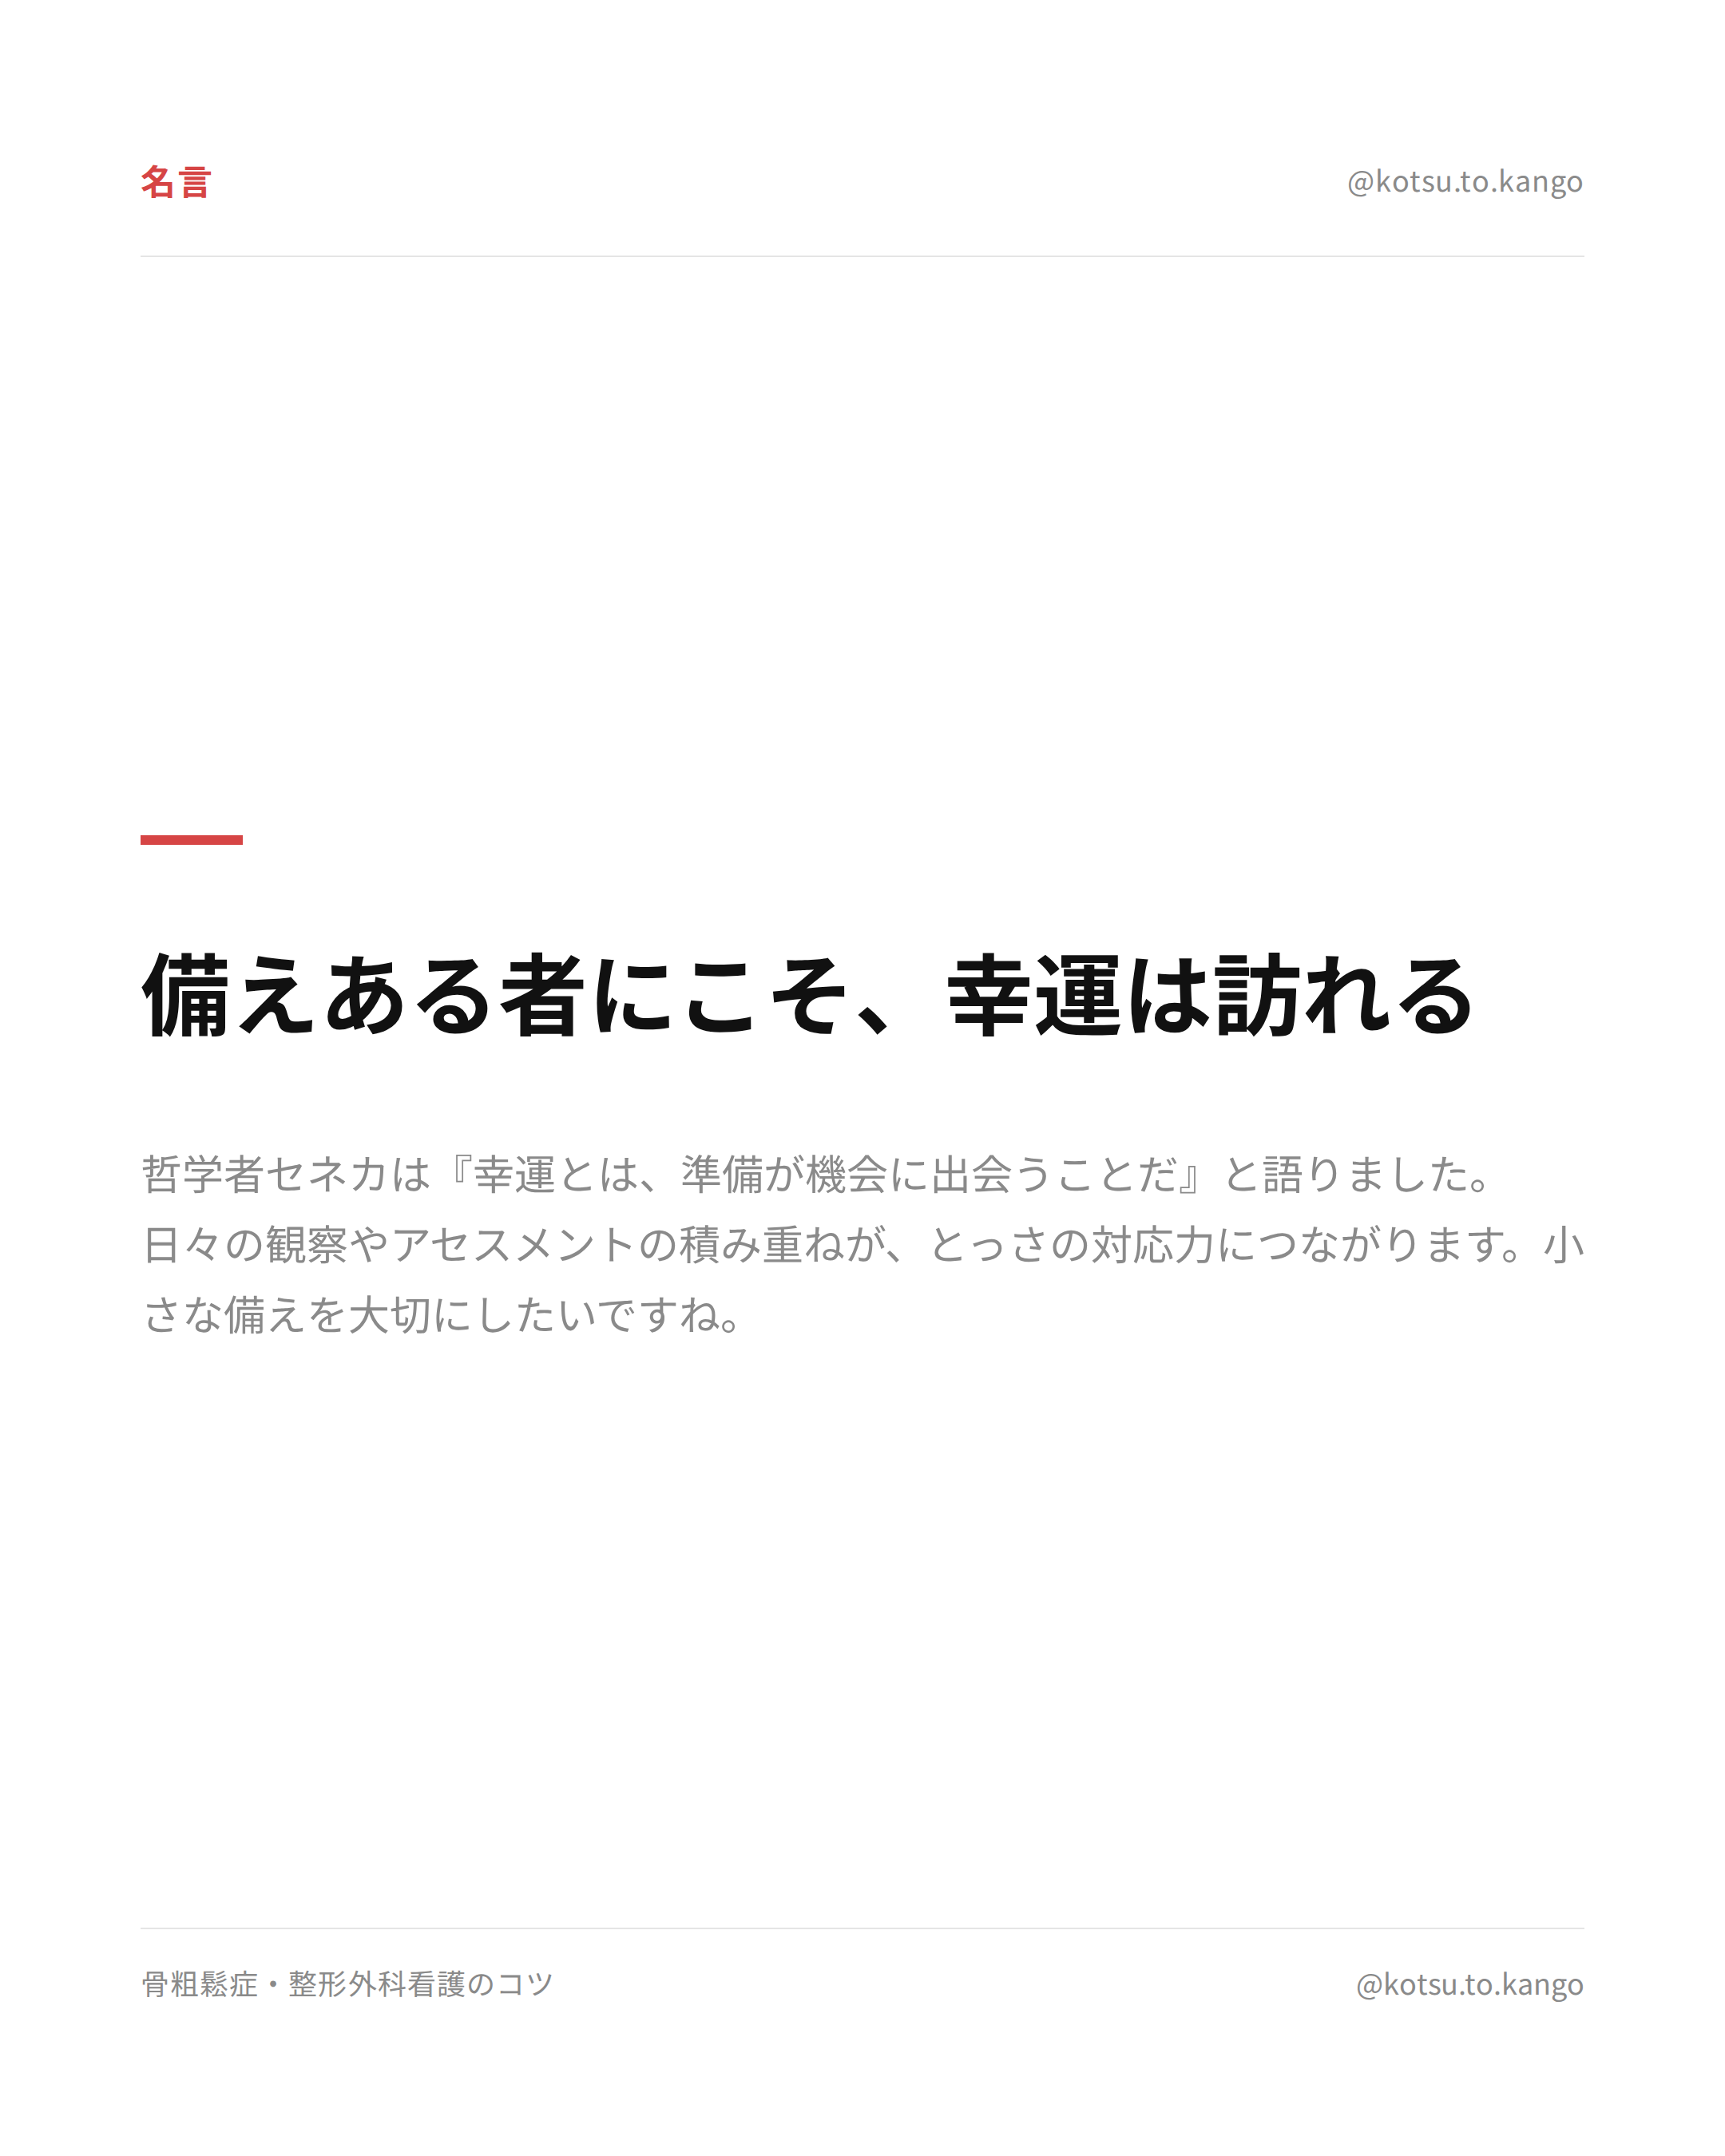 名言
@kotsu.to.kango
備えある者にこそ、幸運は訪れる
哲学者セネカは『幸運とは、準備が機会に出会うことだ』と語りました。
日々の観察やアセスメントの積み重ねが、とっさの対応力につながります。小
さな備えを大切にしたいですね。
骨粗鬆症・整形外科看護のコツ
@kotsu.to.kango